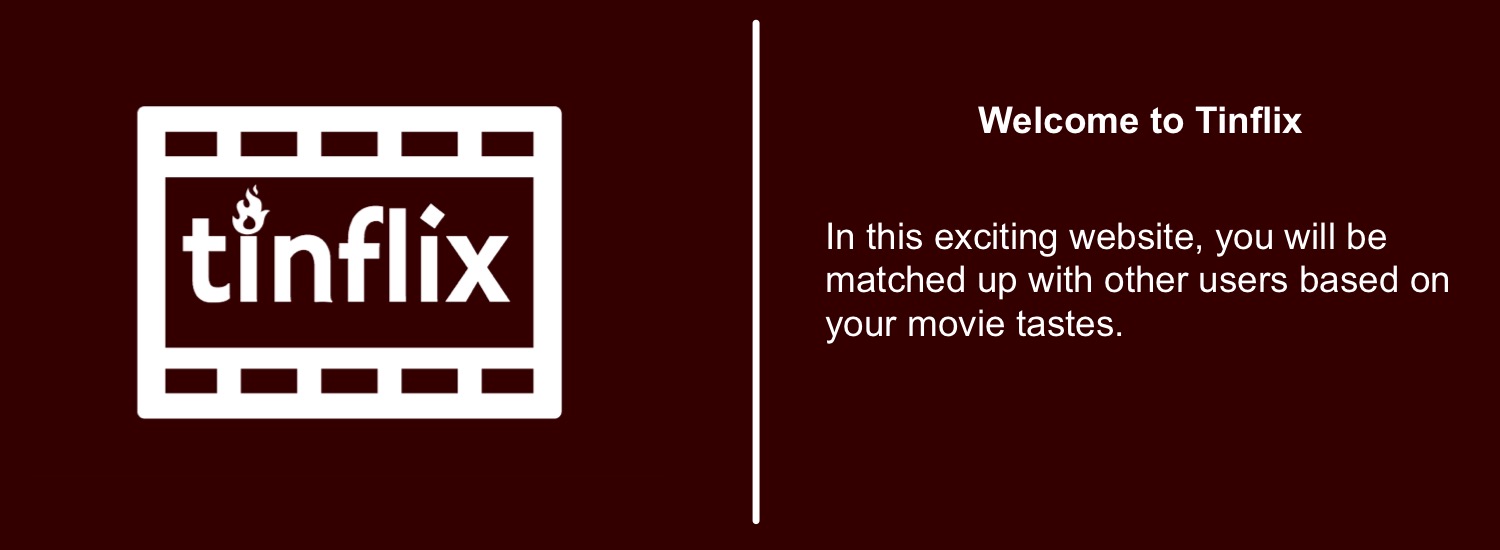 tinflix
Welcome to Tinflix
In this exciting website, you will be
matched up with other users based on
your movie tastes.